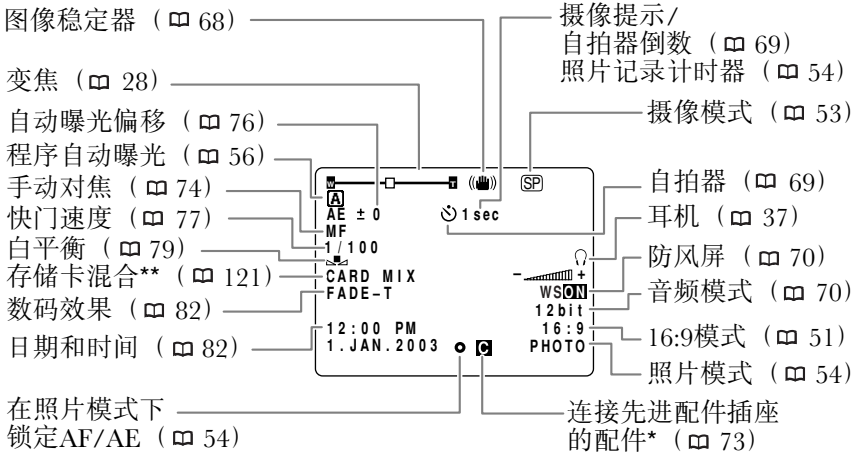 图像稳定器（68）
变焦（28）
自动曝光偏移（76）
程序自动曝光（56）
手动对焦（74）
快门速度（77）
白平衡（79）
存储卡混合**（121）
数码效果（82）
日期和时间（82）
在照片模式下
锁定AF/AE（54）
W
T
SP
A
AE ±0
1sec
MF
1/100
CARD MIX
- +
FADE-T
WS ON
12bit
12:00 PM
16:9
1.JAN.2003
C
PHOTO
摄像提示/
自拍器倒数（69）
照片记录计时器（54）
摄像模式（53）
自拍器（69）
耳机（37）
防风屏（70）
音频模式（70）
16:9模式（51）
照片模式（54）
连接先进配件插座
的配件*（73）